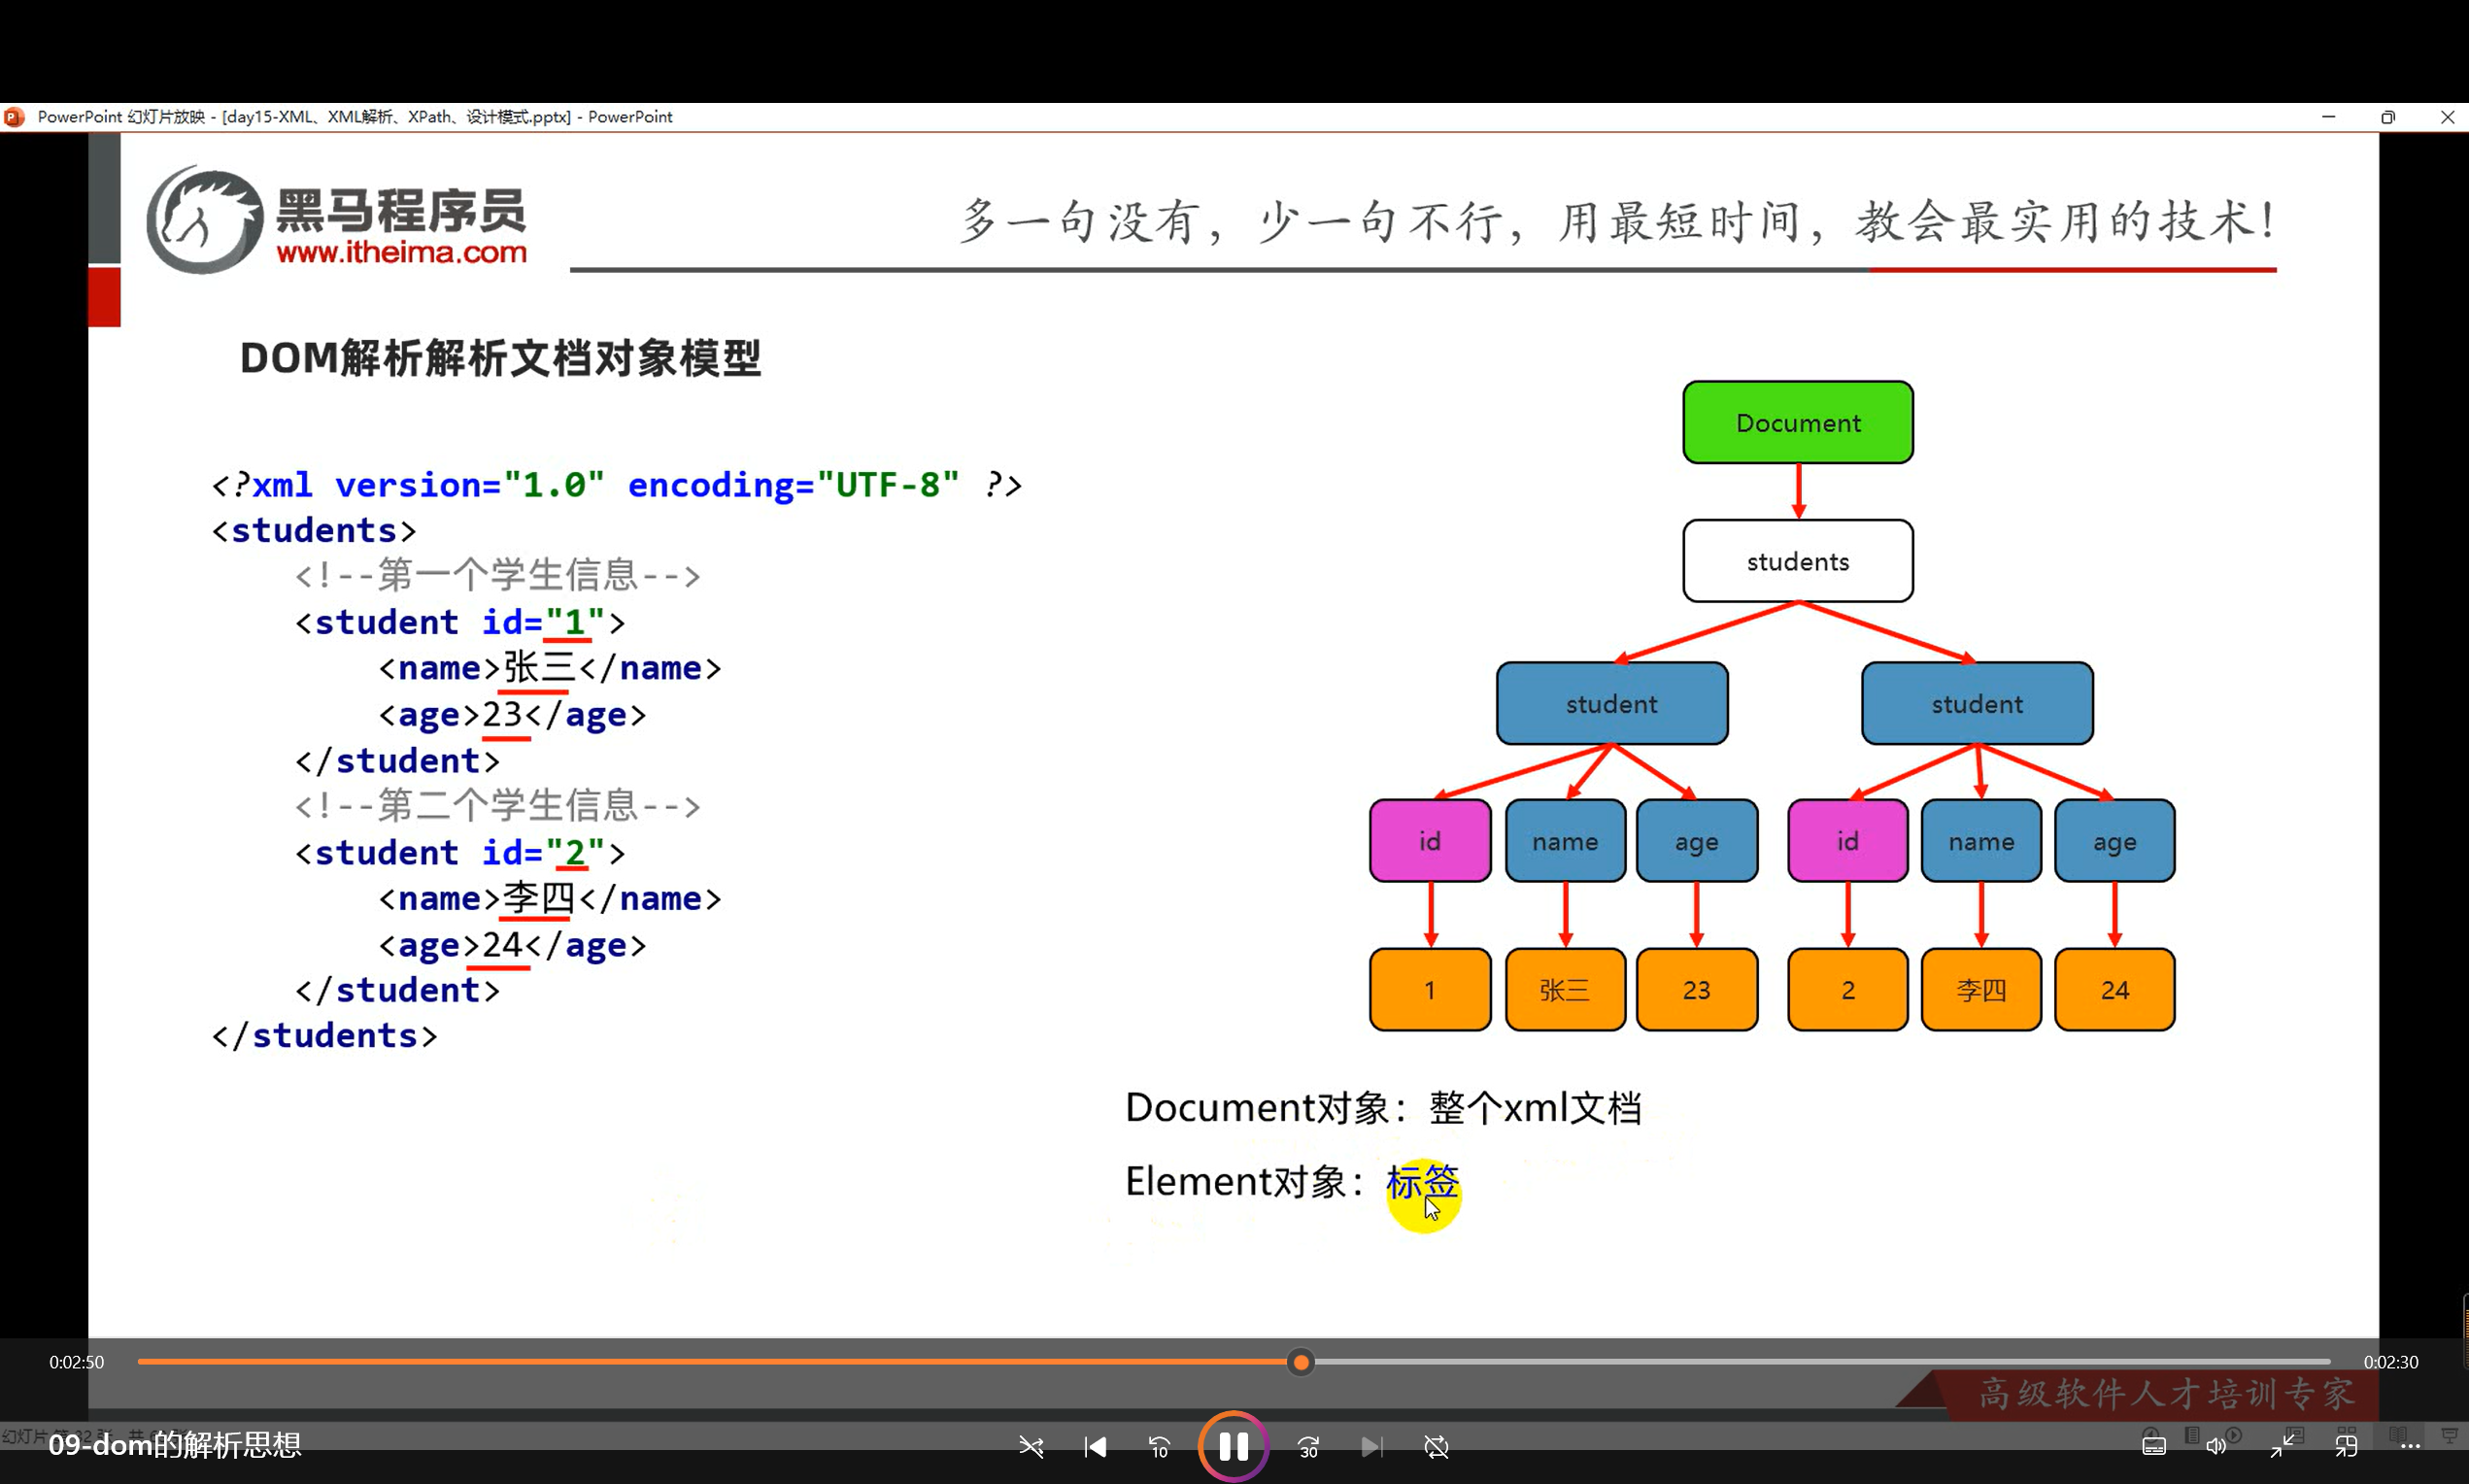 PowerPoint 幻灯片放映 - [day15-XML、XML解析、XPath、设计模式.pptx] - PowerPoint
黑马程序员
www.itheima.com
多一句没有，少一句不行，用最短时间，教会最实用的技术！
DOM解析解析文档对象模型
<?xml version="1.0" encoding="UTF-8" ?>
<students>
<!--第一个学生信息-->
<student id="1">
<name>张三</name>
<age>23</age>
</student>
<!--第二个学生信息-->
<student id="2">
<name>李四</name>
<age>24</age>
</student>
</students>
Document
students
student student
id name age id name age
1 张三 23 2 李四 24
Document对象：整个xml文档
Element对象：标签
0:02:50
0:02:30
高级软件人才培训专家
09-dom的解析思想
10
30